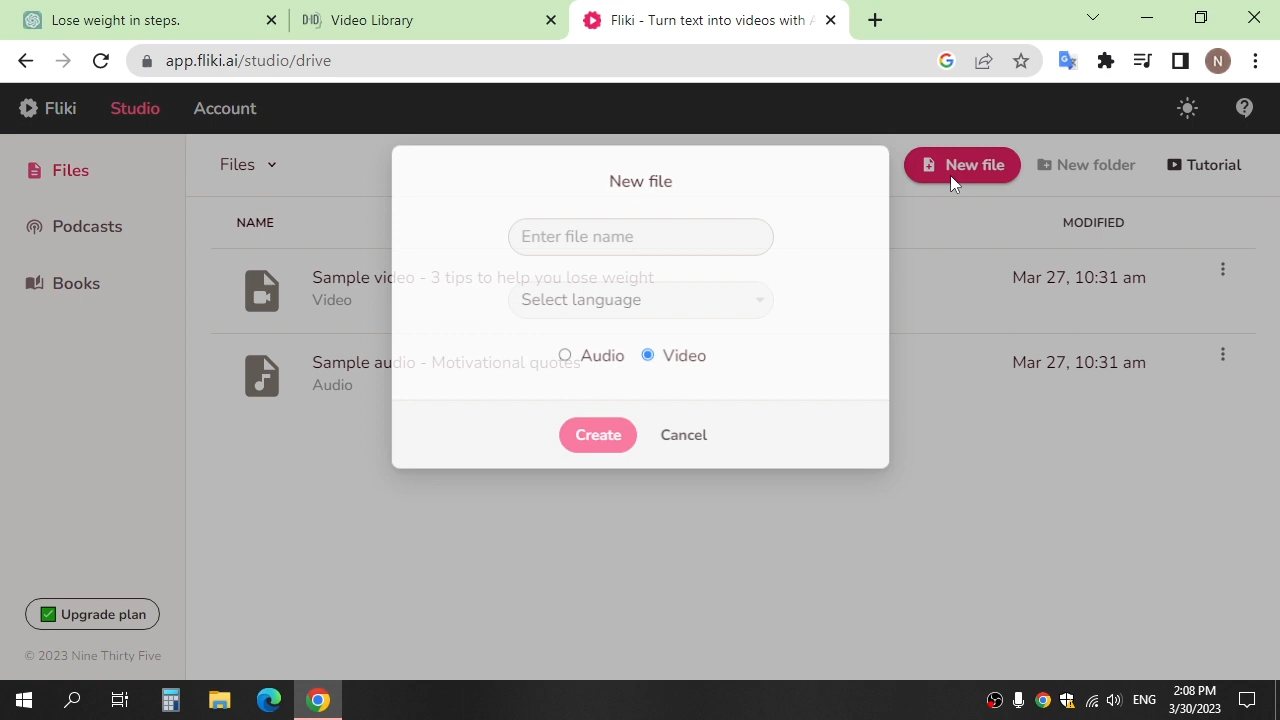 Lose weight in steps.
D-ID Video Library
Fliki - Turn text into videos with A
app.fliki.ai/studio/drive
N
Fliki Studio Account
Files
Podcasts
Books
Upgrade plan
© 2023 Nine Thirty Five
Files
New file
New folder
Tutorial
NAME
MODIFIED
Sample video - 3 tips to help you lose weight
Video
Mar 27, 10:31 am
Sample audio - Motivational quotes
Audio
Mar 27, 10:31 am
New file
Enter file name
Select language
Audio Video
Create Cancel
ENG
2:08 PM
3/30/2023